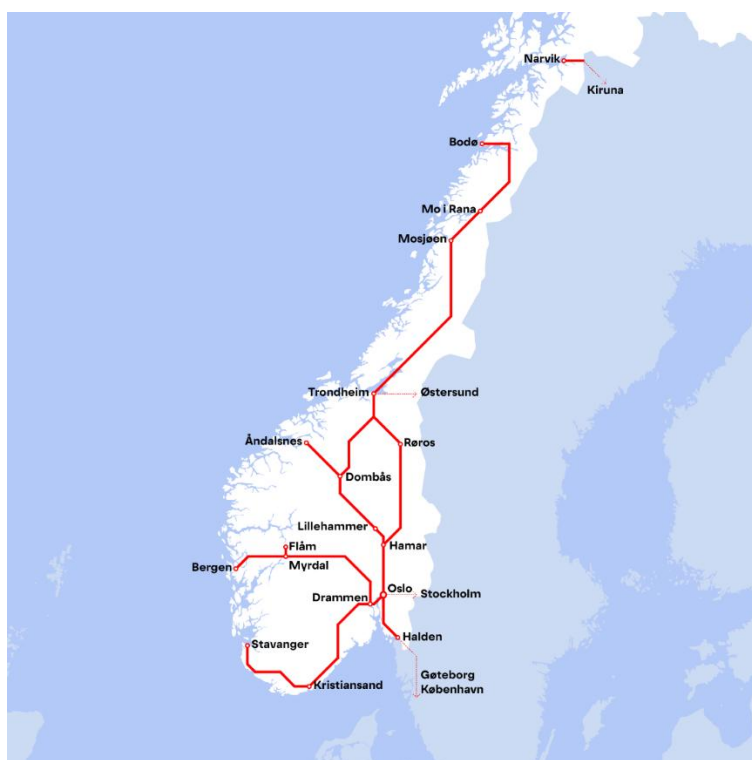 Narvik
Kiruna
Bodø
Mo i Rana
Mosjøen
Trondheim
Østersund
Åndalsnes
Røros
Dombås
Lillehammer
Hamar
Flåm
Bergen
Myrdal
Oslo
Drammen
Stockholm
Halden
Stavanger
Gøteborg
København
Kristiansand